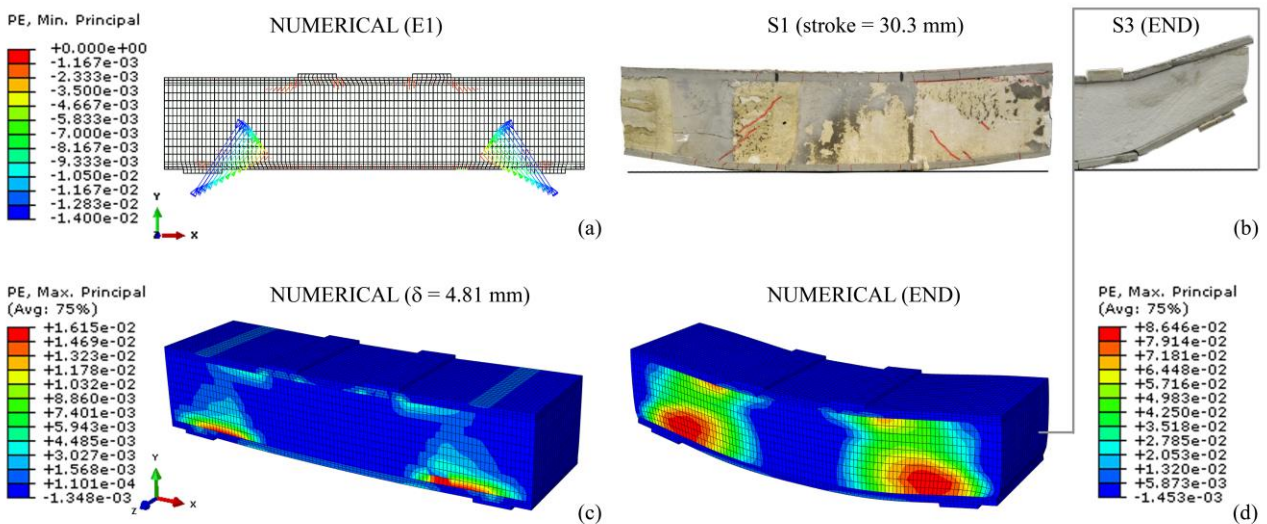 PE, Min. Principal
+0.000e+00
-1.167e-03
-2.333e-03
-3.500e-03
-4.667e-03
-5.833e-03
-7.000e-03
-8.167e-03
-9.333e-03
-1.050e-02
-1.167e-02
-1.283e-02
-1.400e-02
NUMERICAL (E1)
Y
Z
X
(a)
S1 (stroke = 30.3 mm)
S3 (END)
(b)
PE, Max. Principal
(Avg: 75%)
+1.615e-02
+1.469e-02
+1.323e-02
+1.178e-02
+1.032e-02
+8.860e-03
+7.401e-03
+5.943e-03
+4.485e-03
+3.027e-03
+1.568e-03
+1.101e-04
-1.348e-03
NUMERICAL (δ = 4.81 mm)
Y
Z
X
(c)
NUMERICAL (END)
PE, Max. Principal
(Avg: 75%)
+8.646e-02
+7.914e-02
+7.181e-02
+6.448e-02
+5.716e-02
+4.983e-02
+4.250e-02
+3.518e-02
+2.785e-02
+2.053e-02
+1.320e-02
+5.873e-03
-1.453e-03
(d)